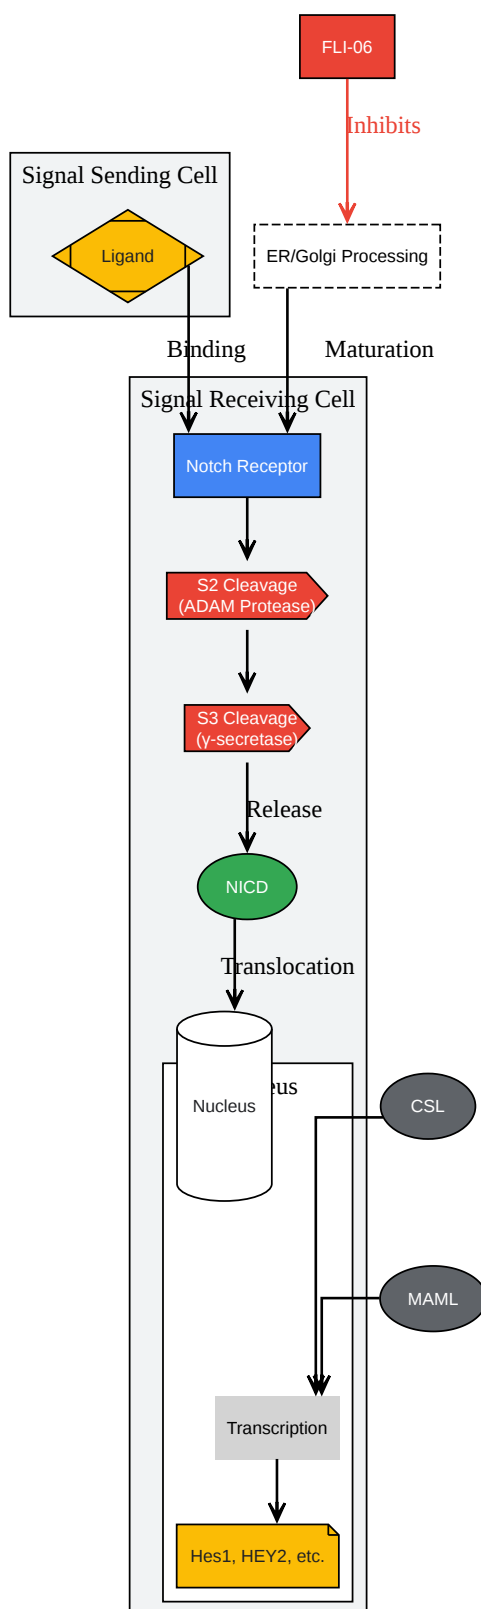 FLI-06
Inhibits
Signal Sending Cell
Ligand
ER/Golgi Processing
Binding
Maturation
Signal Receiving Cell
Notch Receptor
S2 Cleavage
(ADAM Protease)
S3 Cleavage
(γ-secretase)
Release
NICD
Translocation
Nucleus
CSL
MAML
Transcription
Hes1, HEY2, etc.